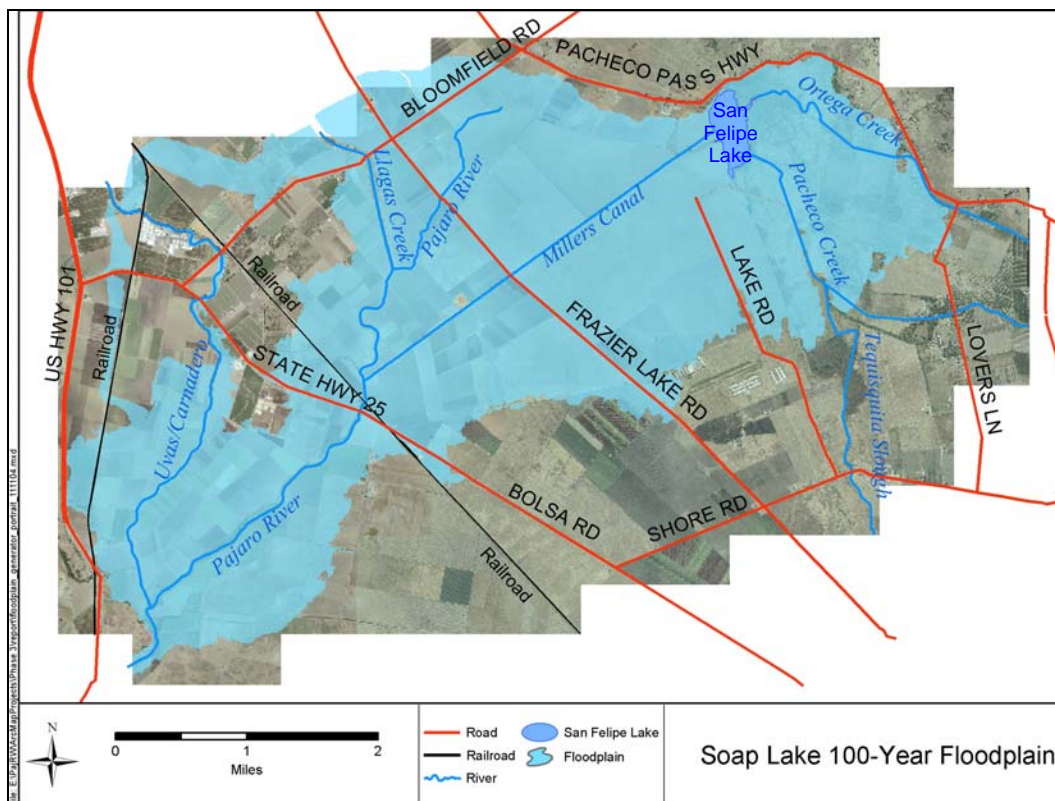 BLOOMFIELD RD
PACHECO PASS HWY
San
Felipe
Lake
Ortega Creek
Llagas Creek
Pajaro River
Millers Canal
Pacheco Creek
US HWY 101
Railroad
Railroad
LAKE RD
FRAZIER LAKE RD
STATE HWY 25
Uvas/Carnadero
Tequisquita Slough
LOVERS LN
Pajaro River
BOLSA RD
SHORE RD
Railroad
N
0 1 2
Miles
Road
Railroad
River
San Felipe Lake
Floodplain
Soap Lake 100-Year Floodplain